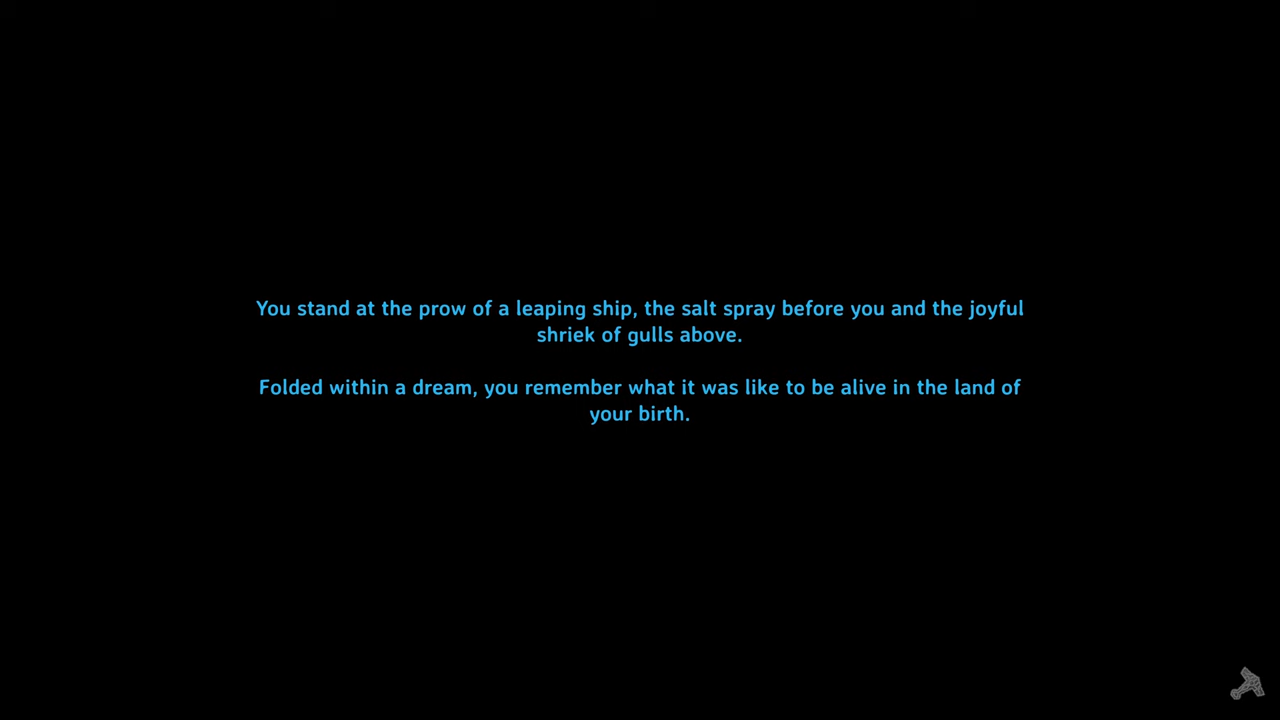 You stand at the prow of a leaping ship, the salt spray before you and the joyful
shriek of gulls above.
Folded within a dream, you remember what it was like to be alive in the land of
your birth.